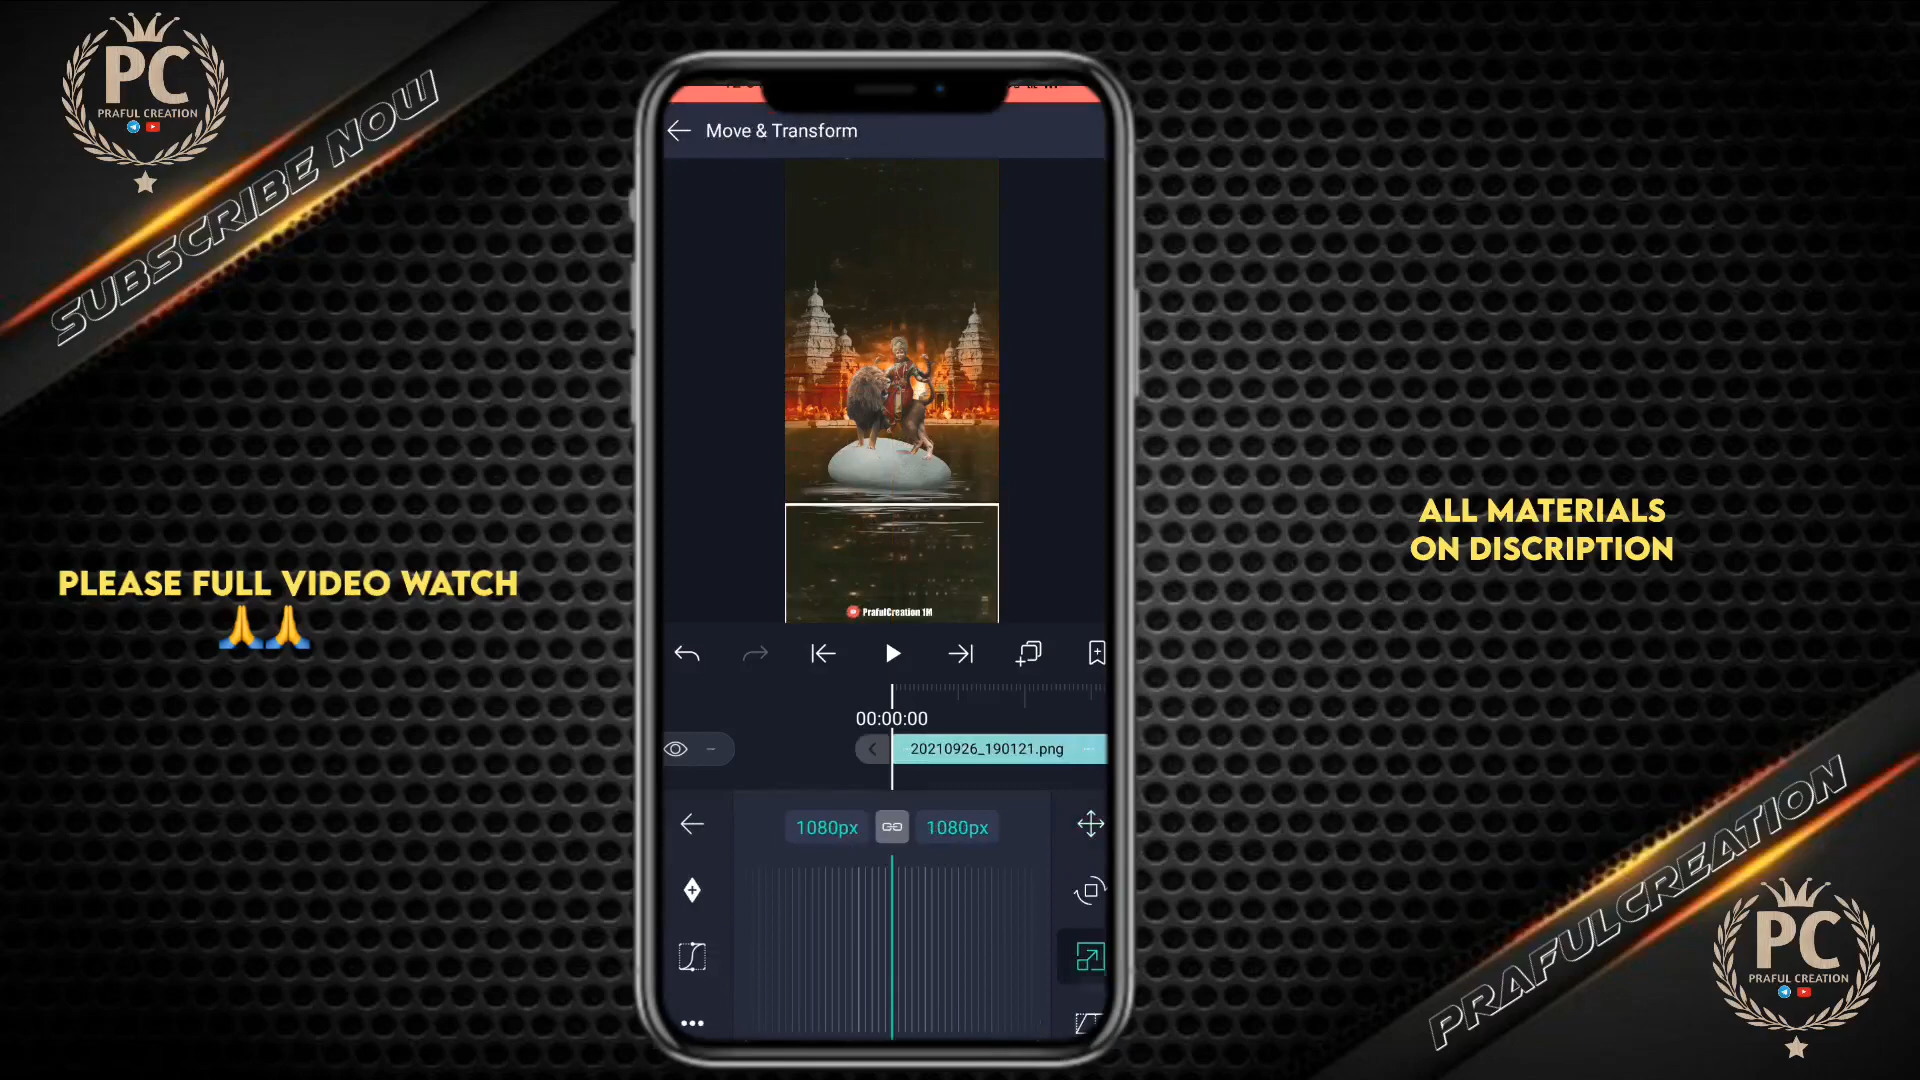 PC
PRAFUL CREATION
SUBSCRIBE NOW
Move & Transform
ALL MATERIALS
ON DISCRIPTION
PLEASE FULL VIDEO WATCH
🙏🙏
PrafulCreation 1M
00:00:00
20210926_190121.png
1080px
1080px
PRAFULCREATION
PC
PRAFUL CREATION